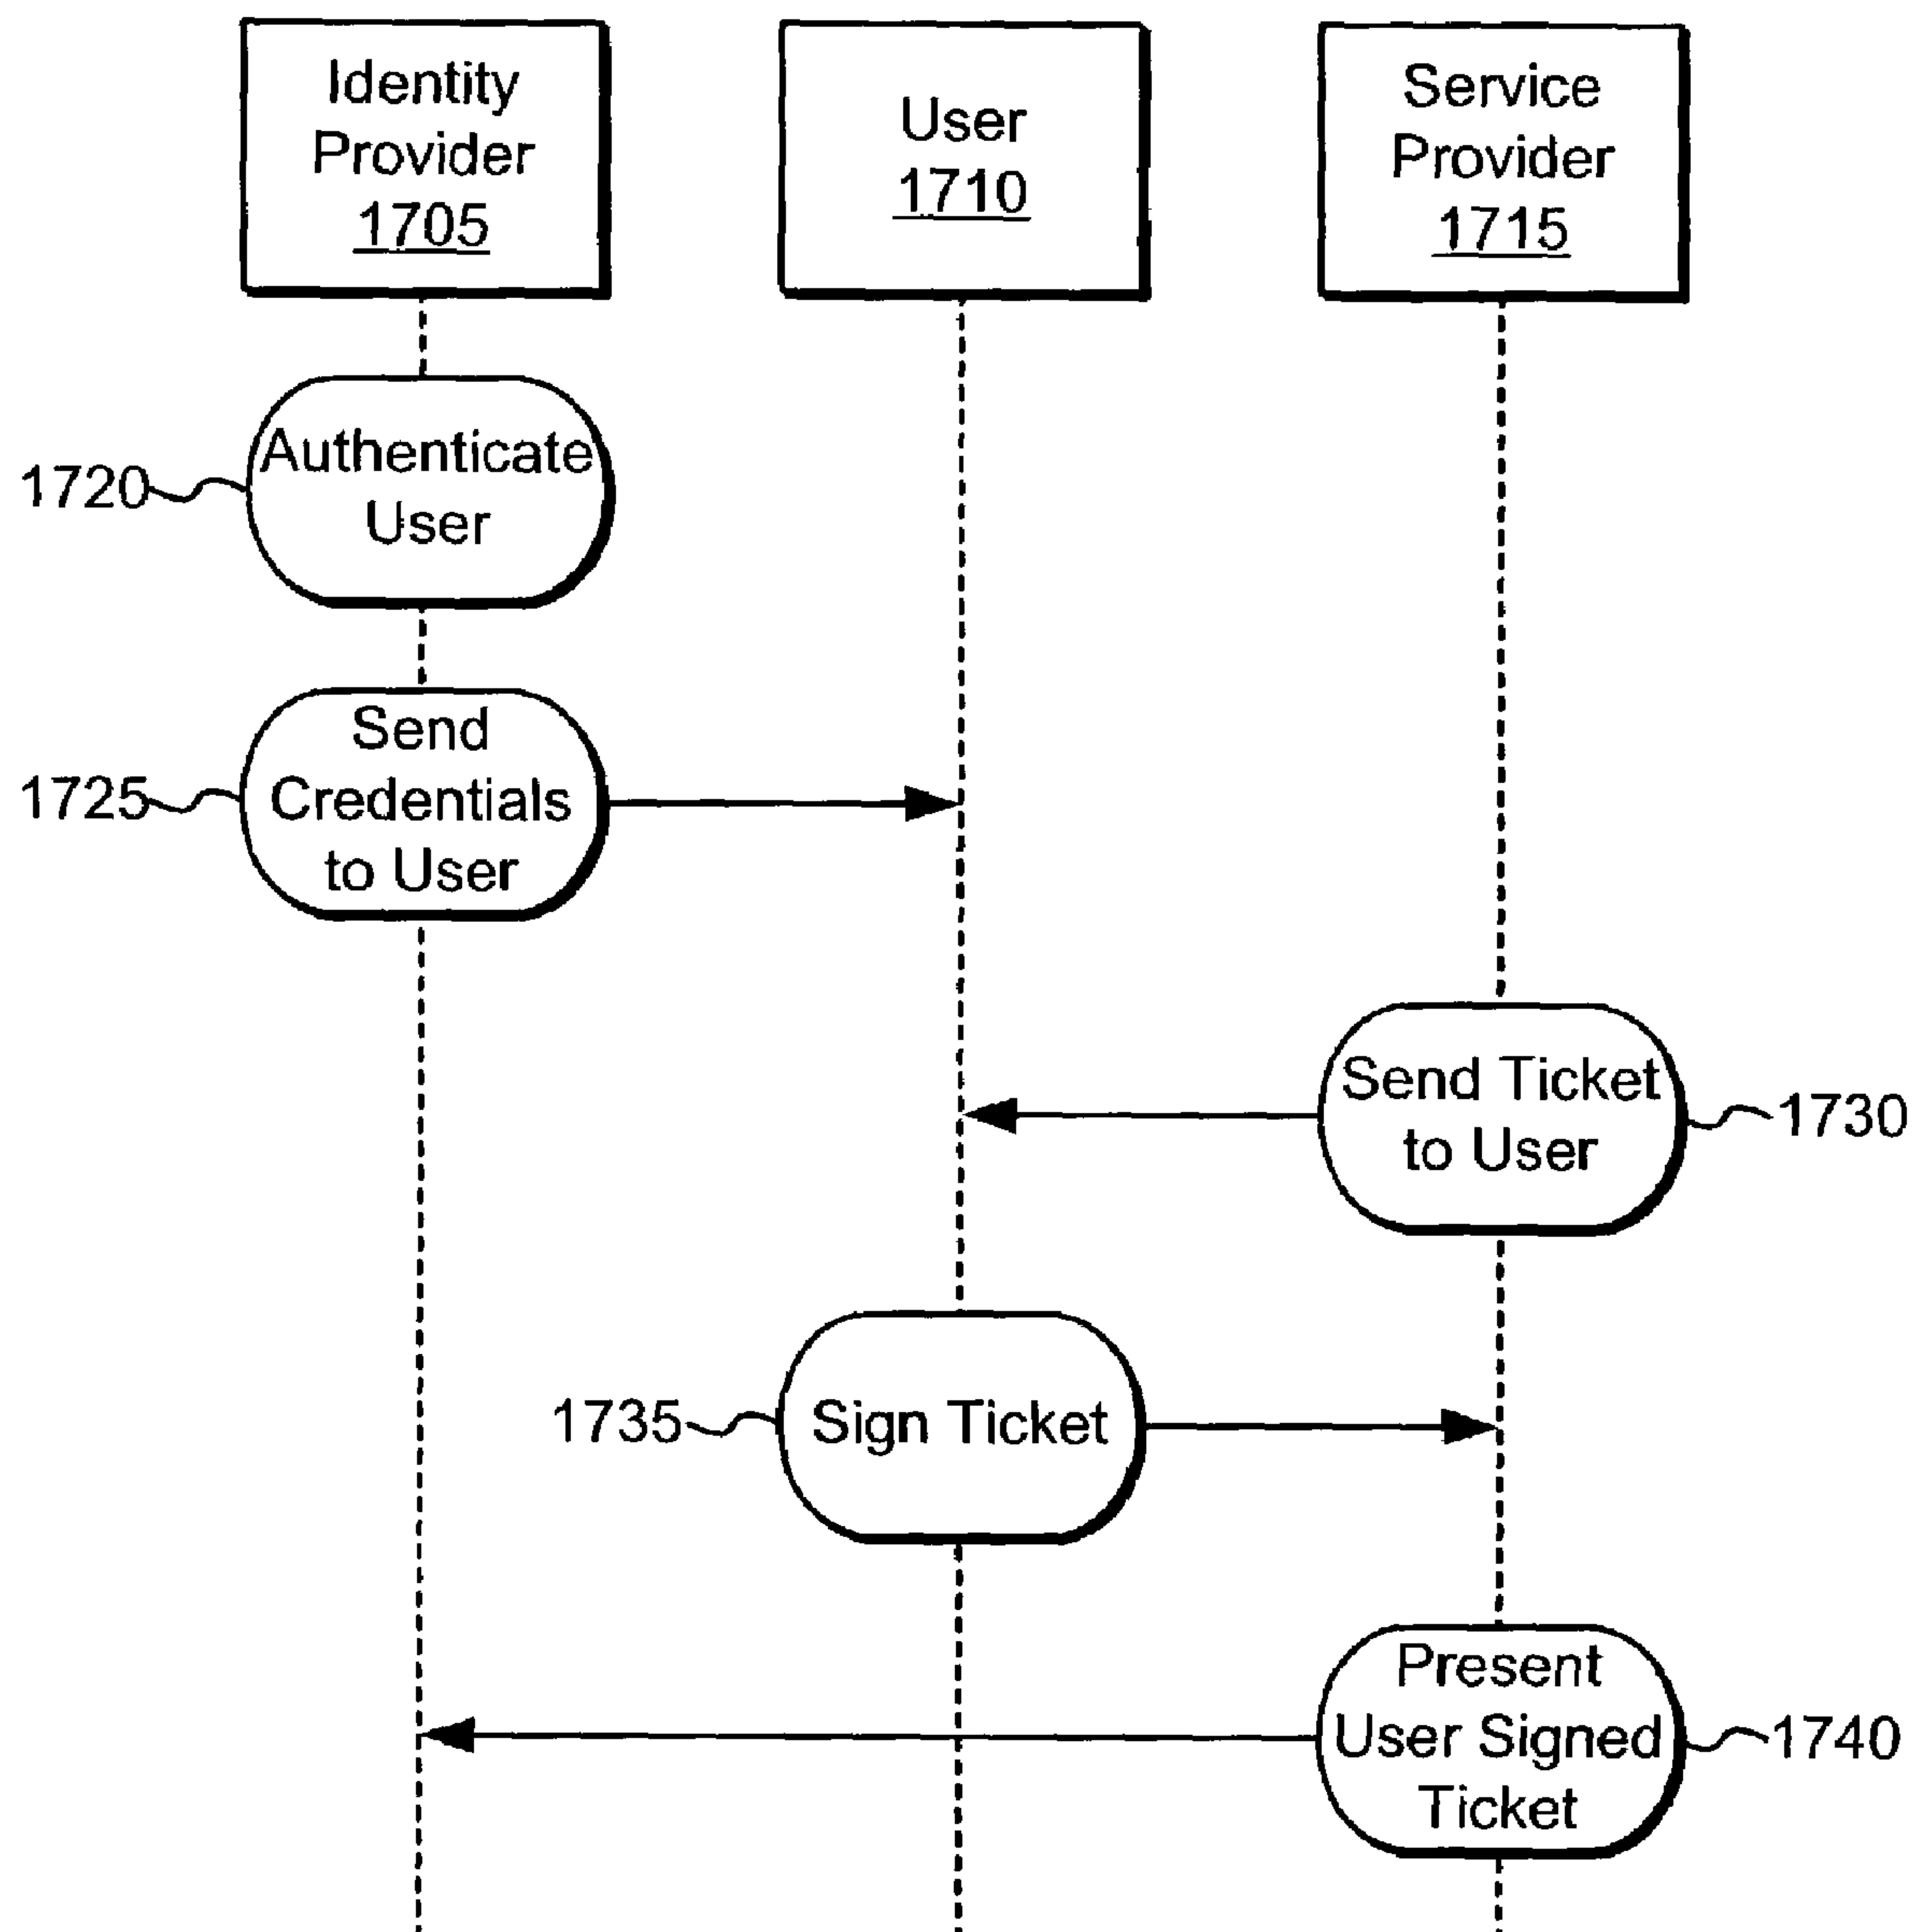 Identity
Provider
1705
User
1710
Service
Provider
1715
Authenticate
User
1720
Send
Credentials
to User
1725
Send Ticket
to User
1730
1735
Sign Ticket
Present
User Signed
Ticket
1740